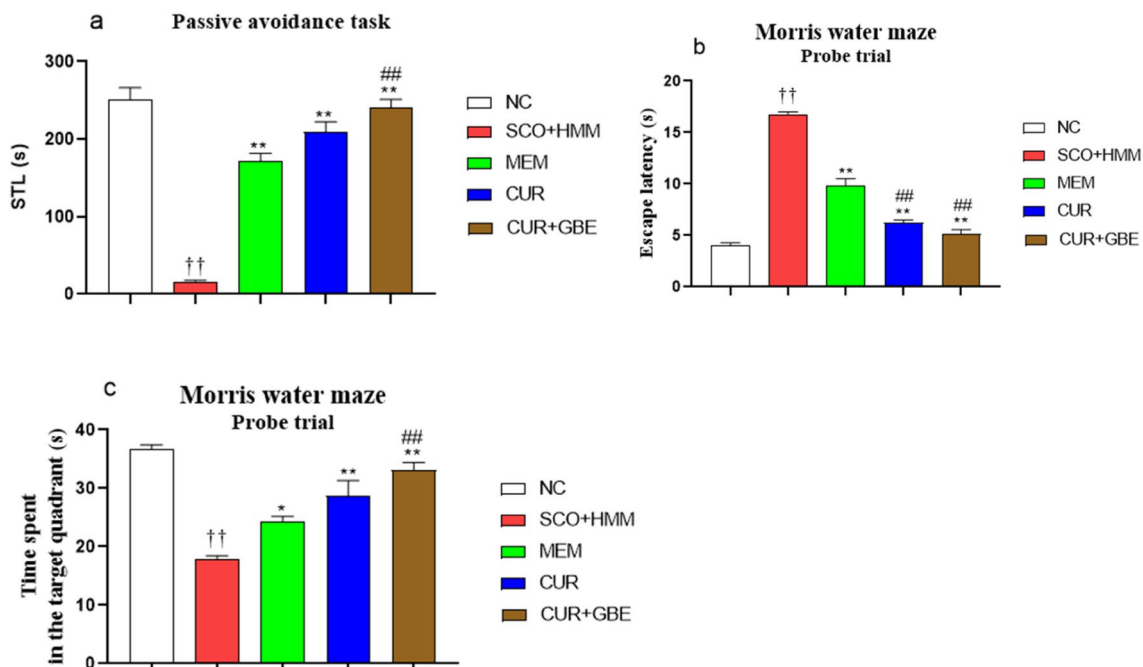 a
Passive avoidance task
300
200
100
0
STL (s)
††
**
**
##
**
NC
SCO+HMM
MEM
CUR
CUR+GBE
b
Morris water maze
Probe trial
20
15
10
5
0
Escape latency (s)
††
**
##
**
##
**
NC
SCO+HMM
MEM
CUR
CUR+GBE
c
Morris water maze
Probe trial
40
30
20
10
0
Time spent
in the target quadrant (s)
††
*
**
##
**
NC
SCO+HMM
MEM
CUR
CUR+GBE